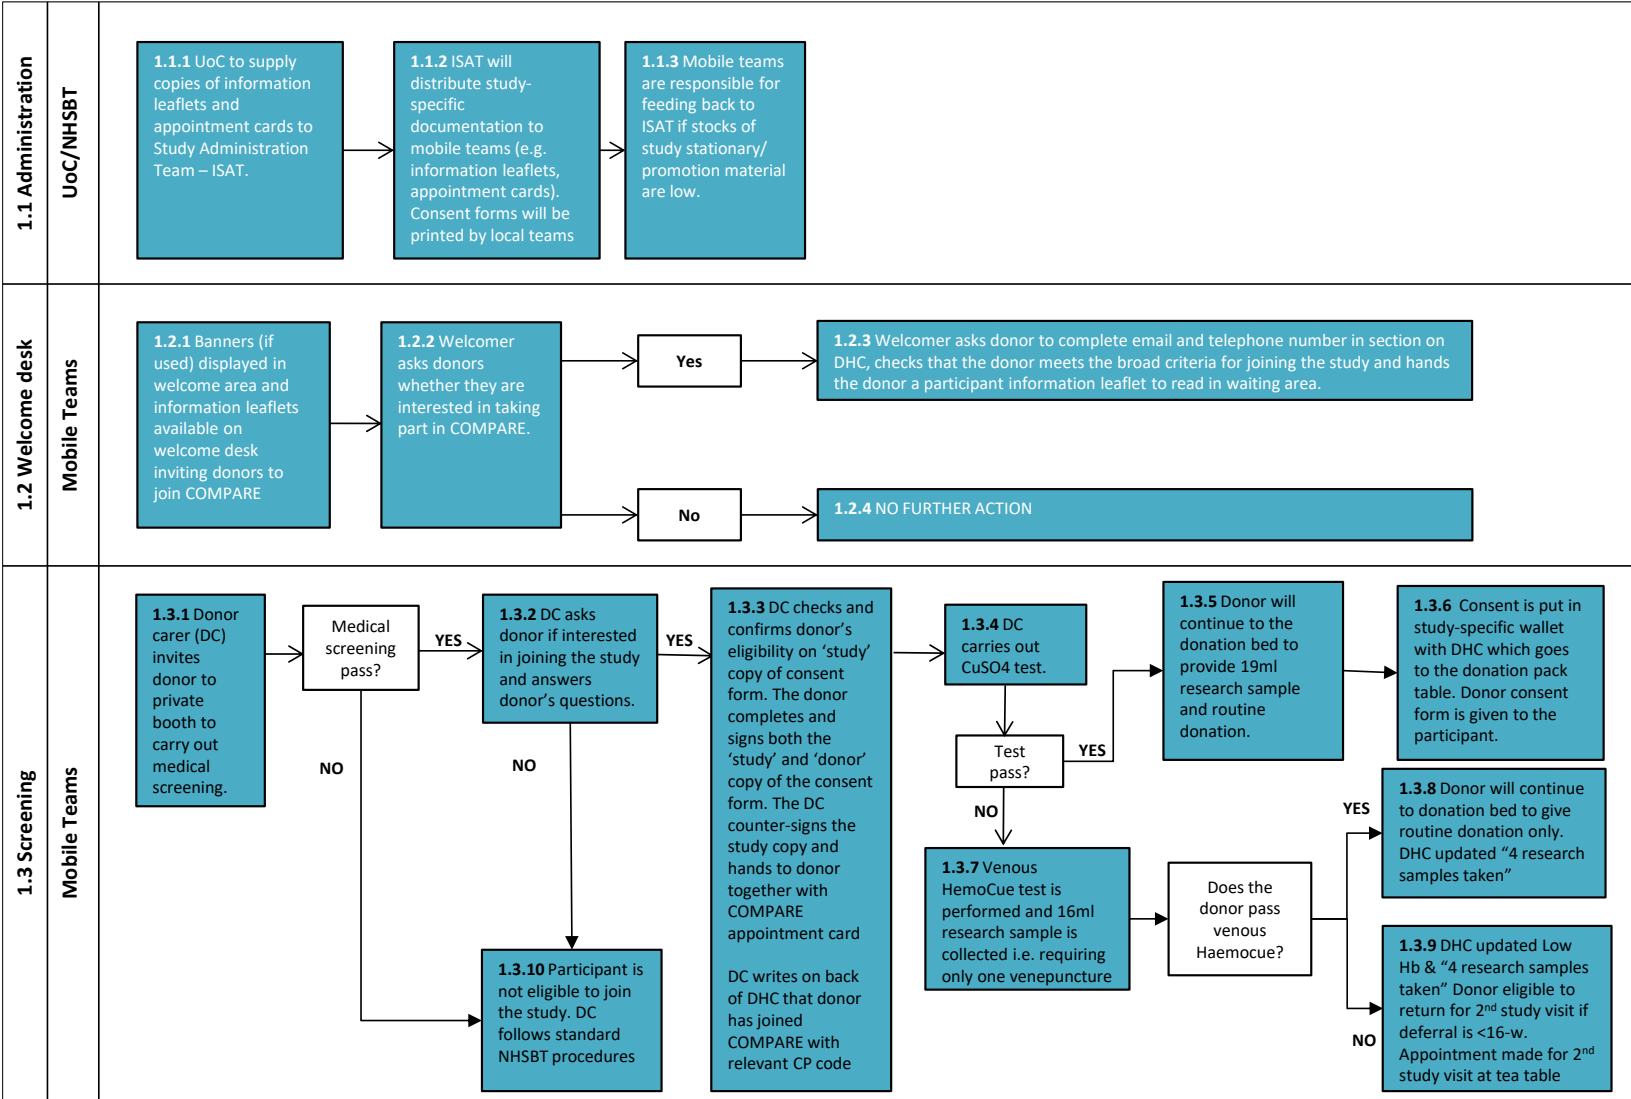 1.1 Administration
UoC/NHSBT
1.1.1 UoC to supply
copies of information
leaflets and
appointment cards to
Study Administration
Team – ISAT.
1.1.2 ISAT will
distribute study-
specific
documentation to
mobile teams (e.g.
information leaflets,
appointment cards).
Consent forms will be
printed by local teams
1.1.3 Mobile teams
are responsible for
feeding back to
ISAT if stocks of
study stationary/
promotion material
are low.
1.2 Welcome desk
Mobile Teams
1.2.1 Banners (if
used) displayed in
welcome area and
information leaflets
available on
welcome desk
inviting donors to
join COMPARE
1.2.2 Welcomer
asks donors
whether they are
interested in taking
part in COMPARE.
Yes
1.2.3 Welcomer asks donor to complete email and telephone number in section on
DHC, checks that the donor meets the broad criteria for joining the study and hands
the donor a participant information leaflet to read in waiting area.
No
1.2.4 NO FURTHER ACTION
1.3 Screening
Mobile Teams
1.3.1 Donor
carer (DC)
invites
donor to
private
booth to
carry out
medical
screening.
Medical
screening
pass?
YES
NO
1.3.2 DC asks
donor if interested
in joining the study
and answers
donor's questions.
YES
NO
1.3.10 Participant is
not eligible to join
the study. DC
follows standard
NHSBT procedures
1.3.3 DC checks and
confirms donor's
eligibility on 'study'
copy of consent
form. The donor
completes and
signs both the
'study' and 'donor'
copy of the consent
form. The DC
counter-signs the
study copy and
hands to donor
together with
COMPARE
appointment card
DC writes on back
of DHC that donor
has joined
COMPARE with
relevant CP code
1.3.4 DC
carries out
CuSO4 test.
Test
pass?
YES
NO
1.3.5 Donor will
continue to the
donation bed to
provide 19ml
research sample
and routine
donation.
1.3.6 Consent is put in
study-specific wallet
with DHC which goes
to the donation pack
table. Donor consent
form is given to the
participant.
1.3.7 Venous
HemoCue test is
performed and 16ml
research sample is
collected i.e. requiring
only one venepuncture
Does the
donor pass
venous
Haemocue?
YES
NO
1.3.8 Donor will continue
to donation bed to give
routine donation only.
DHC updated "4 research
samples taken"
1.3.9 DHC updated Low
Hb & "4 research samples
taken" Donor eligible to
return for 2nd study visit if
deferral is <16-w.
Appointment made for 2nd
study visit at tea table